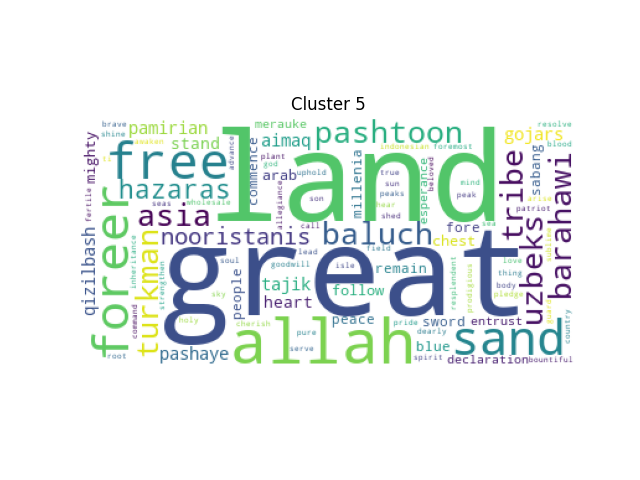 Cluster 5
great
land
allah
sand
free
foreer
asia
tribe
barahawi
uzbeks
baluch
pashtoon
hazaras
turkman
nooristanis
tajik
pashaye
qizilbash
pamirian
stand
aimaq
arab
gojars
mighty
merauke
commence
millenia
esperance
sabang
fore
chest
heart
people
peace
follow
remain
blue
sword
entrust
declaration
brave
shine
fertile
advance
plant
god
uphold
son
allegiance
call
true
sun
peaks
hear
shed
indonesian
foremost
beloved
mind
peak
sea
resolve
blood
arise
patriot
sublime
love
thing
body
pledge
guard
country
resplendent
prodigious
field
isle
lead
goodwill
wholesale
seas
inheritance
strengthen
command
sky
soul
holy
cherish
pure
serve
pride
dearly
spirit
root
bountiful